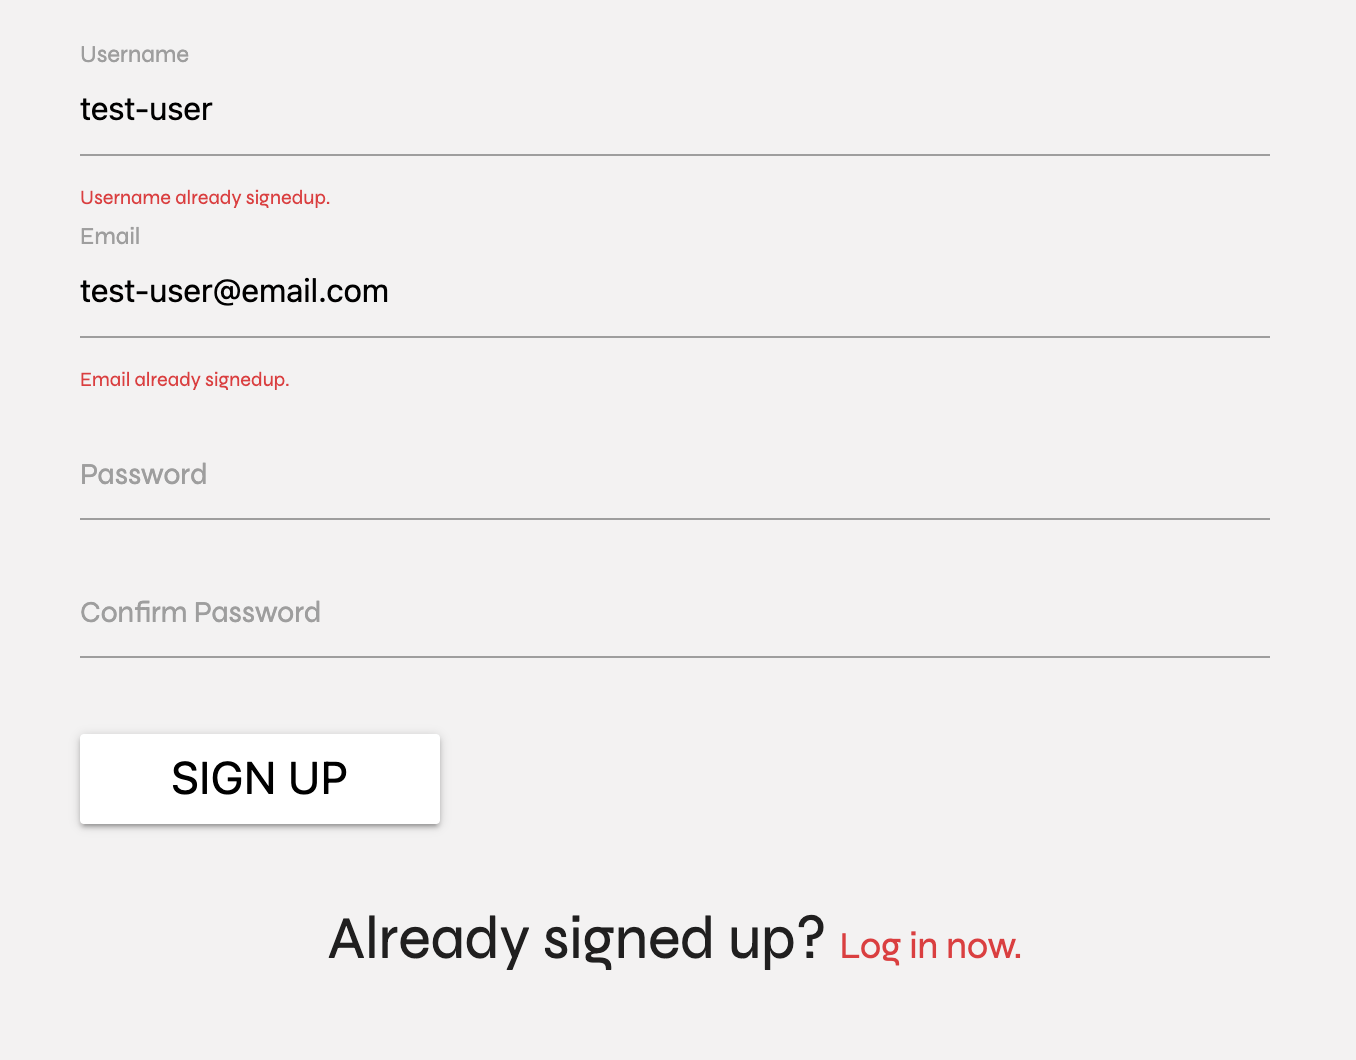 Username
test-user
Username already signedup.
Email
test-user@email.com
Email already signedup.
Password
Confirm Password
SIGN UP
Already signed up? Log in now.